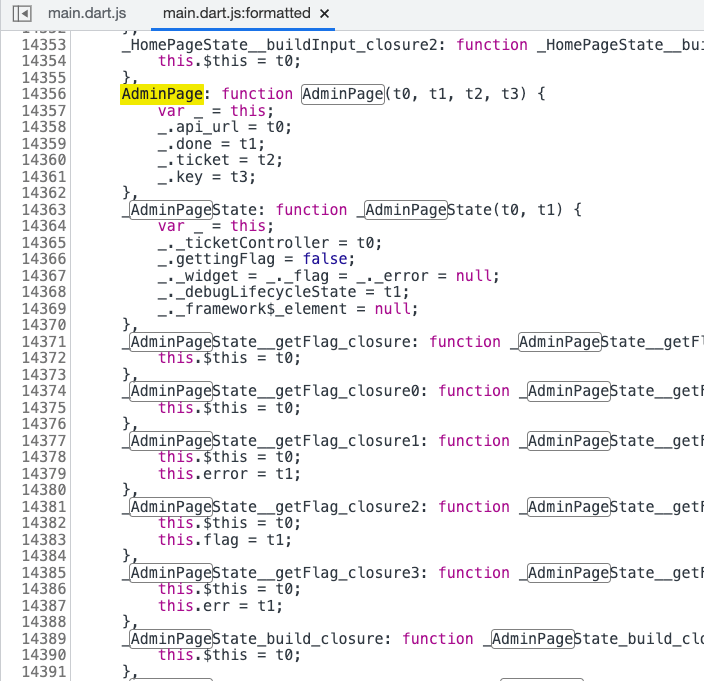 main.dart.js main.dart.js:formatted ×
14353 _HomePageState__buildInput_closure2: function _HomePageState__bui
14354 this.$this = t0;
14355 },
14356 AdminPage: function AdminPage(t0, t1, t2, t3) {
14357 var _ = this;
14358 _.api_url = t0;
14359 _.done = t1;
14360 _.ticket = t2;
14361 _.key = t3;
14362 },
14363 _AdminPageState: function _AdminPageState(t0, t1) {
14364 var _ = this;
14365 _._ticketController = t0;
14366 _.gettingFlag = false;
14367 _._widget = _._flag = _._error = null;
14368 _._debugLifecycleState = t1;
14369 _._framework$_element = null;
14370 },
14371 _AdminPageState__getFlag_closure: function _AdminPageState__getFl
14372 this.$this = t0;
14373 },
14374 _AdminPageState__getFlag_closure0: function _AdminPageState__getF
14375 this.$this = t0;
14376 },
14377 _AdminPageState__getFlag_closure1: function _AdminPageState__getF
14378 this.$this = t0;
14379 this.error = t1;
14380 },
14381 _AdminPageState__getFlag_closure2: function _AdminPageState__getF
14382 this.$this = t0;
14383 this.flag = t1;
14384 },
14385 _AdminPageState__getFlag_closure3: function _AdminPageState__getF
14386 this.$this = t0;
14387 this.err = t1;
14388 },
14389 _AdminPageState_build_closure: function _AdminPageState_build_clo
14390 this.$this = t0;
14391 },